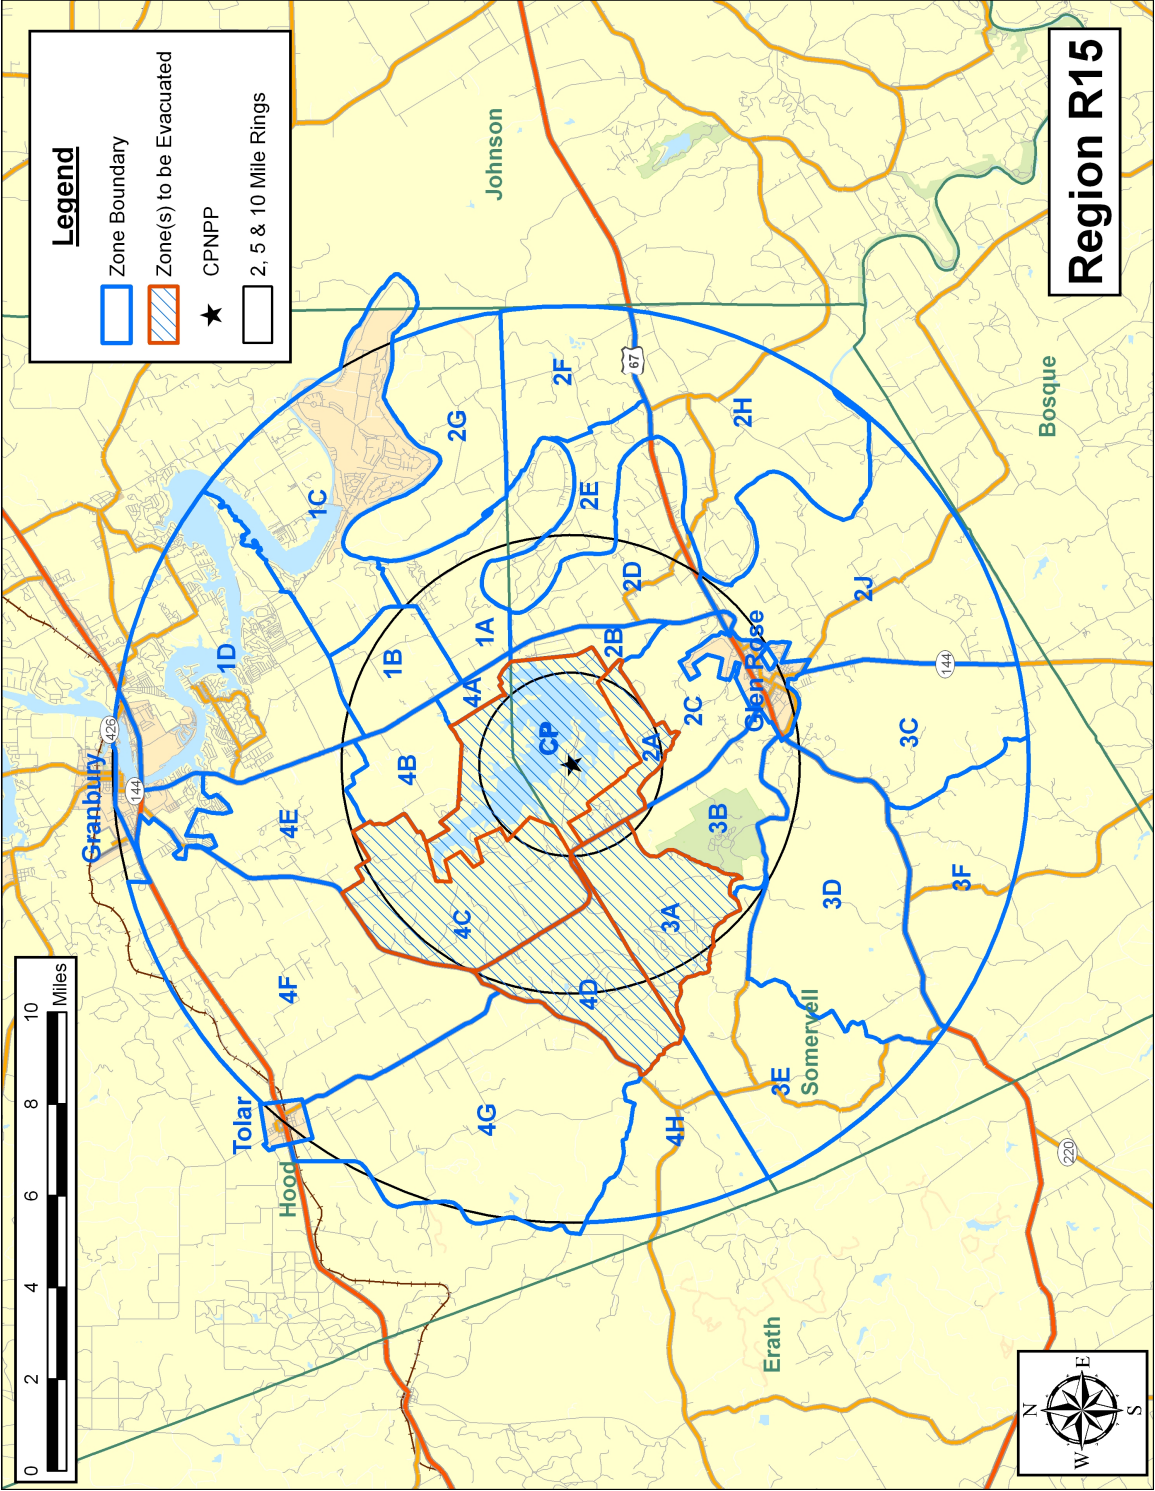 Legend
Zone Boundary
Zone(s) to be Evacuated
CPNPP
2, 5 & 10 Mile Rings
Region R15
0 2 4 6 8 10
Miles
N
W E
S
Johnson
Bosque
Somervell
Erath
Hood
Granbury
Tolar
Glen Rose
426
144
67
144
220
CP
1A
1B
1C
1D
2A
2B
2C
2D
2E
2F
2G
2H
2J
3A
3B
3C
3D
3E
3F
4A
4B
4C
4D
4E
4F
4G
4H